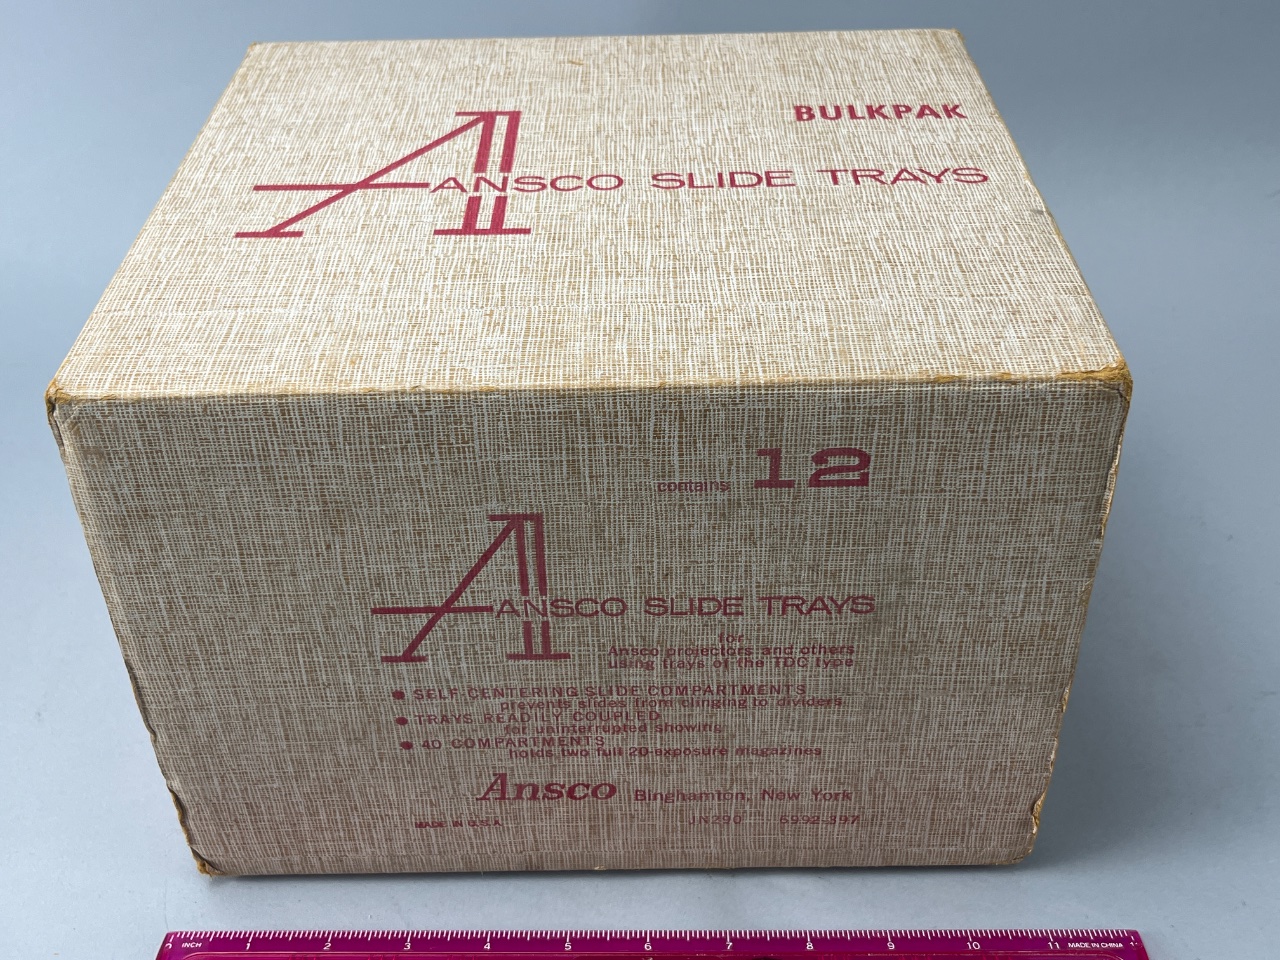 BULKPAK
ANSCO SLIDE TRAYS
contains 12
ANSCO SLIDE TRAYS
for
Ansco projectors and others
using trays of the TDC type
● SELF-CENTERING SLIDE COMPARTMENTS
prevents slides from clinging to dividers
● TRAYS READILY COUPLED
for uninterrupted showing
● 40 COMPARTMENTS
holds two full 20-exposure magazines
Ansco Binghamton, New York
MADE IN U.S.A. JN290 6992-397
INCH 1 2 3 4 5 6 7 8 9 10 11 MADE IN CHINA